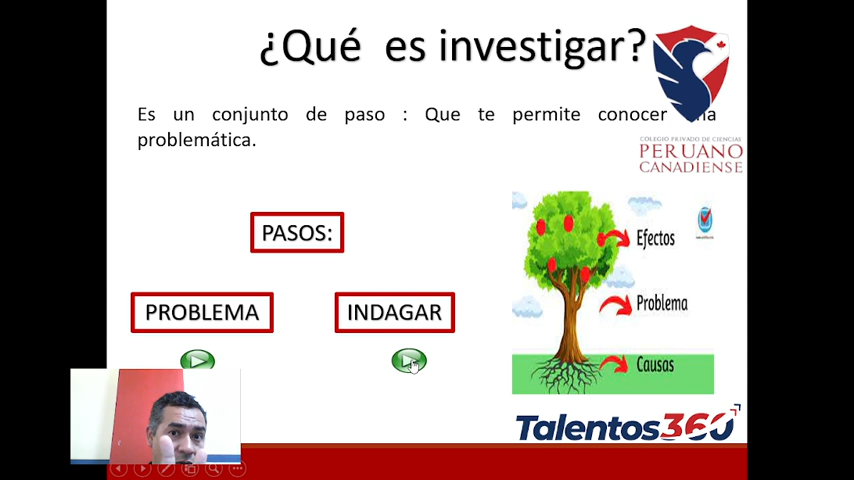 ¿Qué es investigar?
Es un conjunto de paso : Que te permite conocer
problemática.
COLEGIO PRIVADO DE CIENCIAS
PERUANO
CANADIENSE
PASOS:
PROBLEMA
INDAGAR
Efectos
Problema
Causas
Talentos360